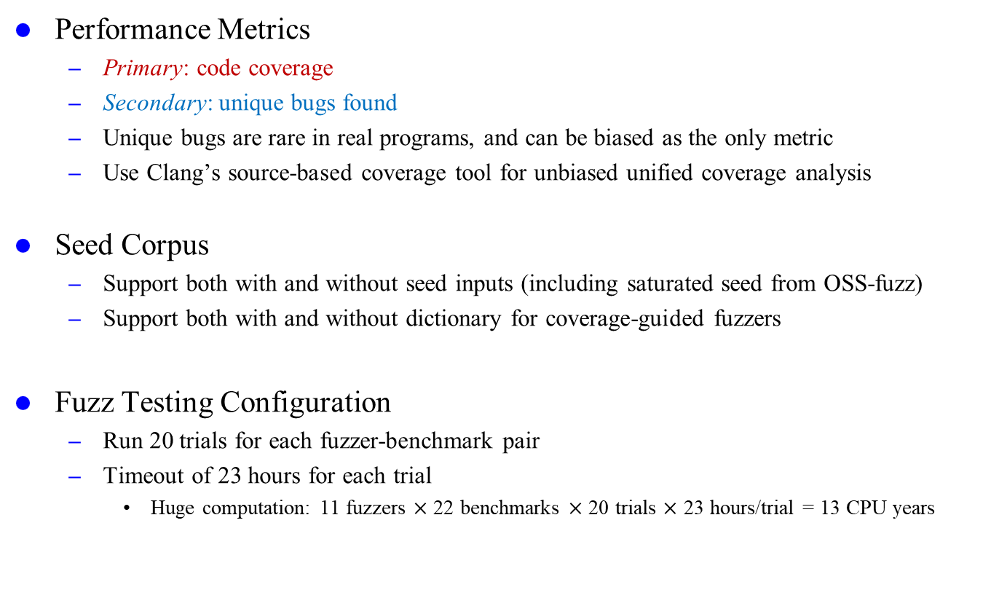 ● Performance Metrics
– Primary: code coverage
– Secondary: unique bugs found
– Unique bugs are rare in real programs, and can be biased as the only metric
– Use Clang’s source-based coverage tool for unbiased unified coverage analysis
● Seed Corpus
– Support both with and without seed inputs (including saturated seed from OSS-fuzz)
– Support both with and without dictionary for coverage-guided fuzzers
● Fuzz Testing Configuration
– Run 20 trials for each fuzzer-benchmark pair
– Timeout of 23 hours for each trial
• Huge computation: 11 fuzzers × 22 benchmarks × 20 trials × 23 hours/trial = 13 CPU years